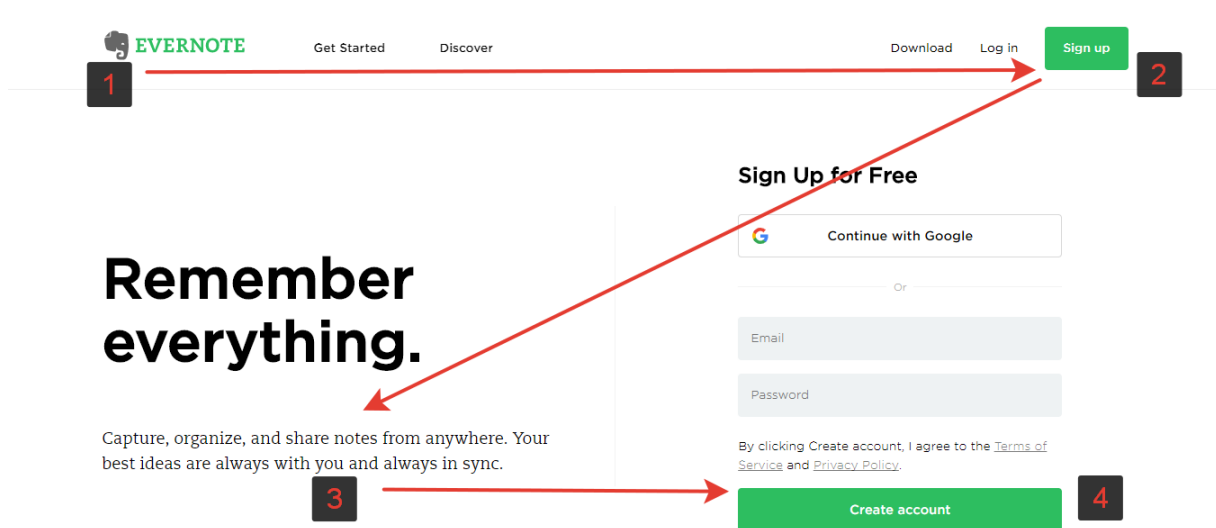 EVERNOTE Get Started Discover Download Log in Sign up
1
2
Sign Up for Free
Continue with Google
Or
Remember
everything.
Email
Password
Capture, organize, and share notes from anywhere. Your
best ideas are always with you and always in sync.
By clicking Create account, I agree to the Terms of
Service and Privacy Policy.
3
4
Create account